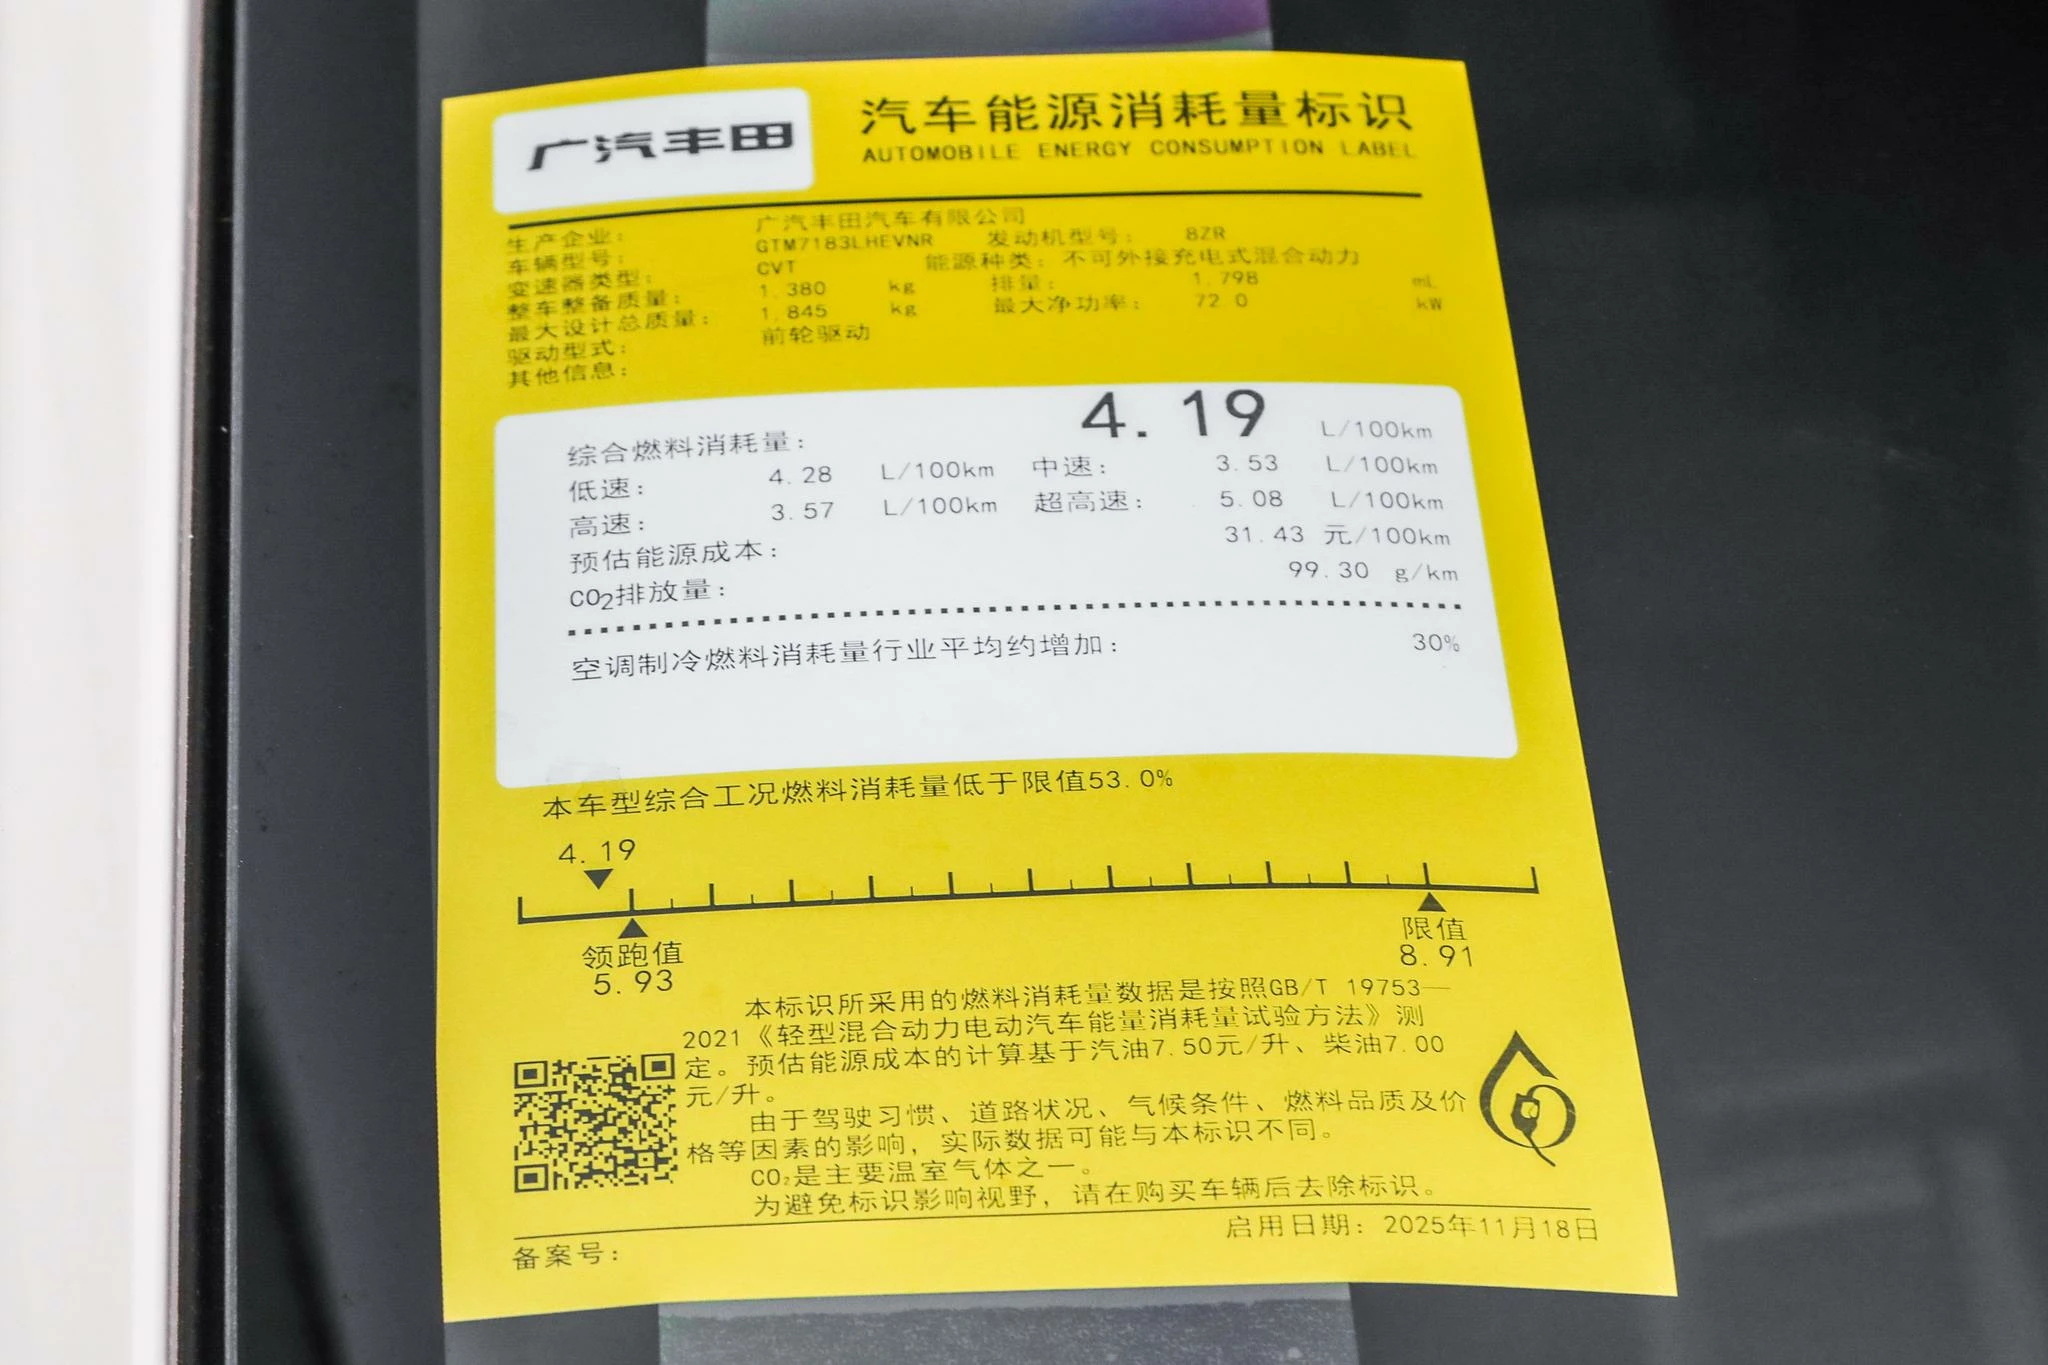 广汽丰田
汽车能源消耗量标识
AUTOMOBILE ENERGY CONSUMPTION LABEL
生产企业： 广汽丰田汽车有限公司
车辆型号： GTM7183LHEVNR 发动机型号： 8ZR
变速器类型： CVT 能源种类：不可外接充电式混合动力
整车整备质量： 1,380 kg 排量： 1,798 mL
最大设计总质量： 1,845 kg 最大净功率： 72.0 kW
驱动型式： 前轮驱动
其他信息：
综合燃料消耗量： 4.19 L/100km
低速： 4.28 L/100km 中速： 3.53 L/100km
高速： 3.57 L/100km 超高速： 5.08 L/100km
预估能源成本： 31.43 元/100km
CO2排放量： 99.30 g/km
空调制冷燃料消耗量行业平均约增加： 30%
本车型综合工况燃料消耗量低于限值53.0%
4.19
领跑值 限值
5.93 8.91
本标识所采用的燃料消耗量数据是按照GB/T 19753—
2021《轻型混合动力电动汽车能量消耗量试验方法》测
定。预估能源成本的计算基于汽油7.50元/升、柴油7.00
元/升。
由于驾驶习惯、道路状况、气候条件、燃料品质及价
格等因素的影响，实际数据可能与本标识不同。
CO2是主要温室气体之一。
为避免标识影响视野，请在购买车辆后去除标识。
备案号： 启用日期：2025年11月18日